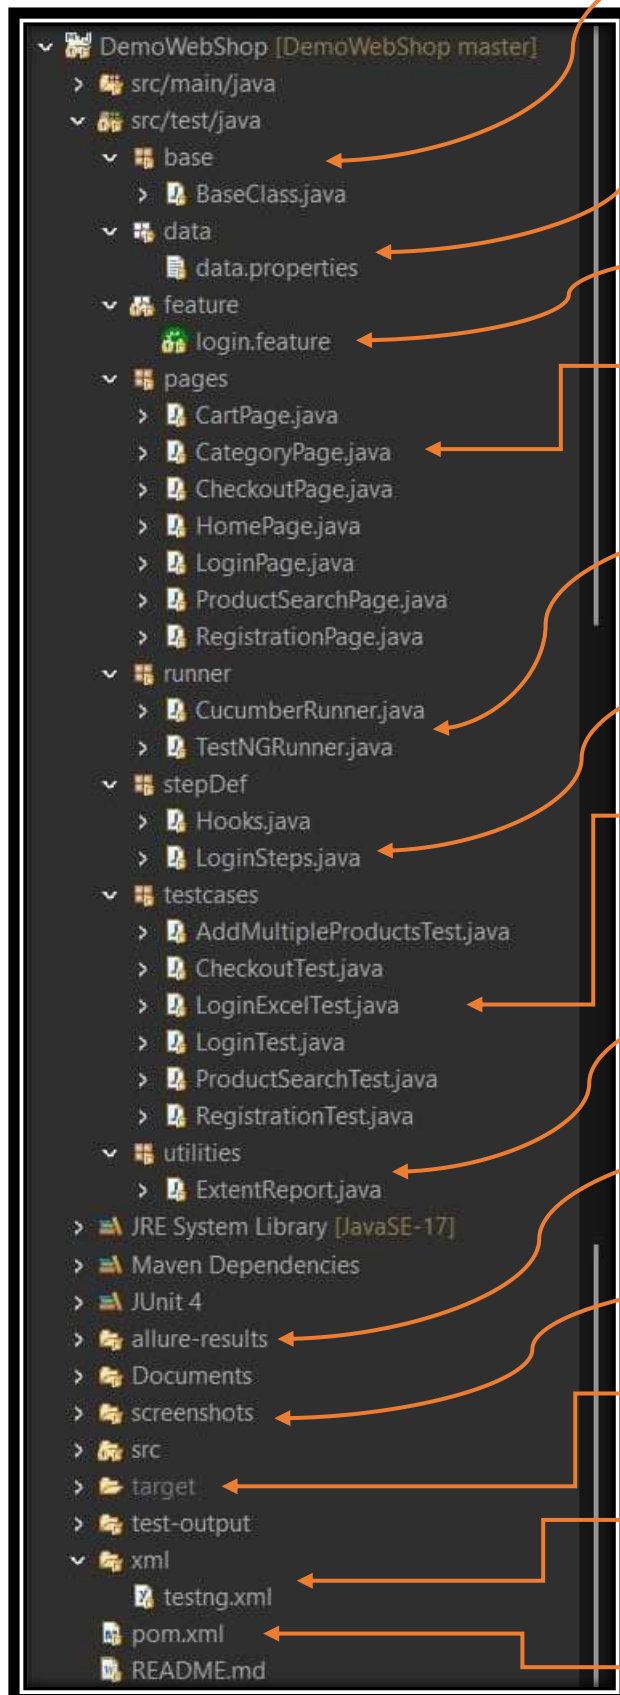 DemoWebShop [DemoWebShop master]
src/main/java
src/test/java
base
BaseClass.java
data
data.properties
feature
login.feature
pages
CartPage.java
CategoryPage.java
CheckoutPage.java
HomePage.java
LoginPage.java
ProductSearchPage.java
RegistrationPage.java
runner
CucumberRunner.java
TestNGRunner.java
stepDef
Hooks.java
LoginSteps.java
testcases
AddMultipleProductsTest.java
CheckoutTest.java
LoginExcelTest.java
LoginTest.java
ProductSearchTest.java
RegistrationTest.java
utilities
ExtentReport.java
JRE System Library [JavaSE-17]
Maven Dependencies
JUnit 4
allure-results
Documents
screenshots
src
target
test-output
xml
testng.xml
pom.xml
README.md